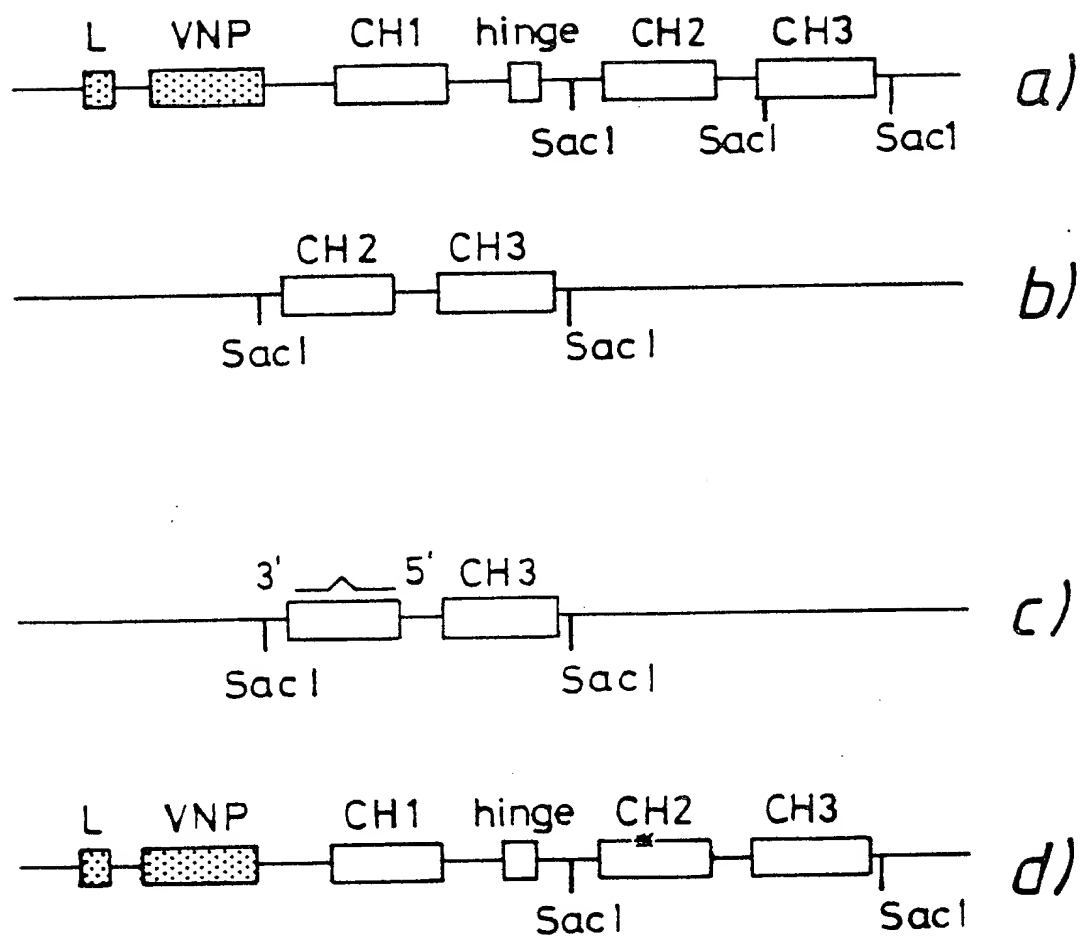 L VNP CH1 hinge CH2 CH3
a)
SacI SacI Sac1
CH2 CH3
b)
SacI SacI
3' 5' CH3
c)
SacI SacI
L VNP CH1 hinge CH2 CH3
d)
SacI SacI